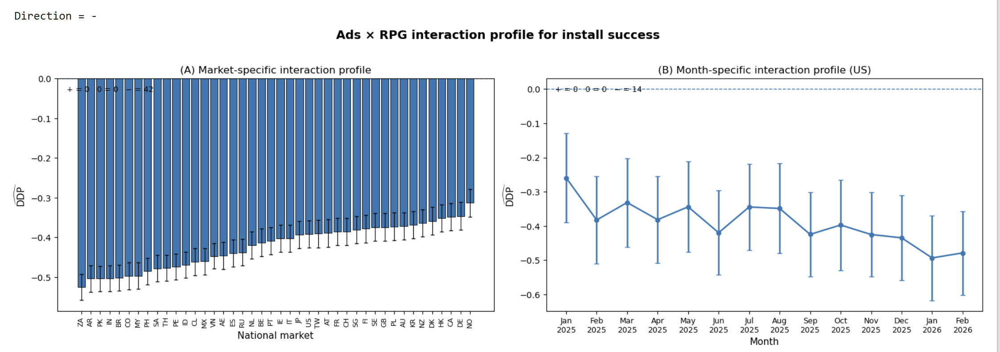 Direction = -
Ads × RPG interaction profile for install success
(A) Market-specific interaction profile
+ = 0 0 = 0 − = 42
0.0
−0.1
−0.2
−0.3
−0.4
−0.5
DDP
ZA AR PK IN BR CO MY PH SA TH PE ID CL MX VN AE ES RU NL BE PT IE IT JP US TW AT FR CH SG FI SE GB PL AU KR NZ DK HK CA DE NO
National market
(B) Month-specific interaction profile (US)
+ = 0 0 = 0 − = 14
0.0
−0.1
−0.2
−0.3
−0.4
−0.5
−0.6
DDP
Jan Feb Mar Apr May Jun Jul Aug Sep Oct Nov Dec Jan Feb
2025 2025 2025 2025 2025 2025 2025 2025 2025 2025 2025 2025 2026 2026
Month